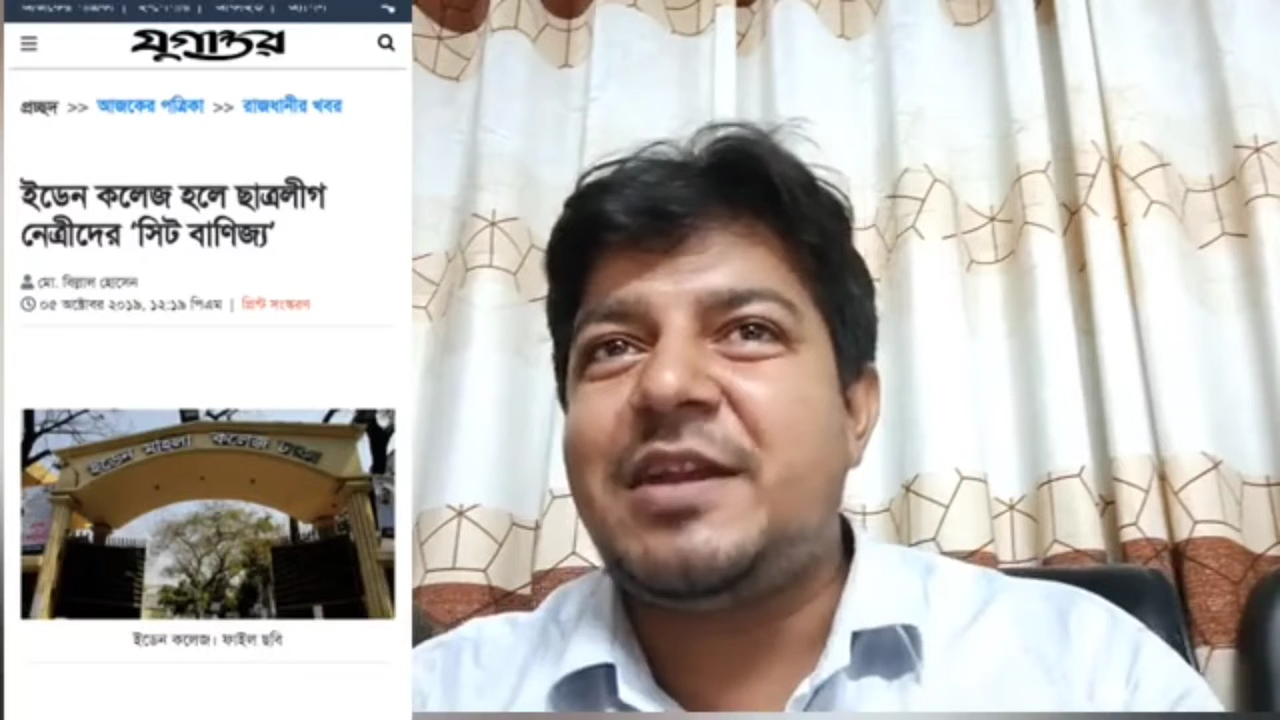 যুগান্তর
প্রচ্ছদ >> আজকের পত্রিকা >> রাজধানীর খবর
ইডেন কলেজ হলে ছাত্রলীগ
নেত্রীদের ‘সিট বাণিজ্য’
মো. বিল্লাল হোসেন
০৫ অক্টোবর ২০১৯, ১২:১৯ পিএম | প্রিন্ট সংস্করণ
ইডেন মহিলা কলেজ ঢাকা
ইডেন কলেজ। ফাইল ছবি